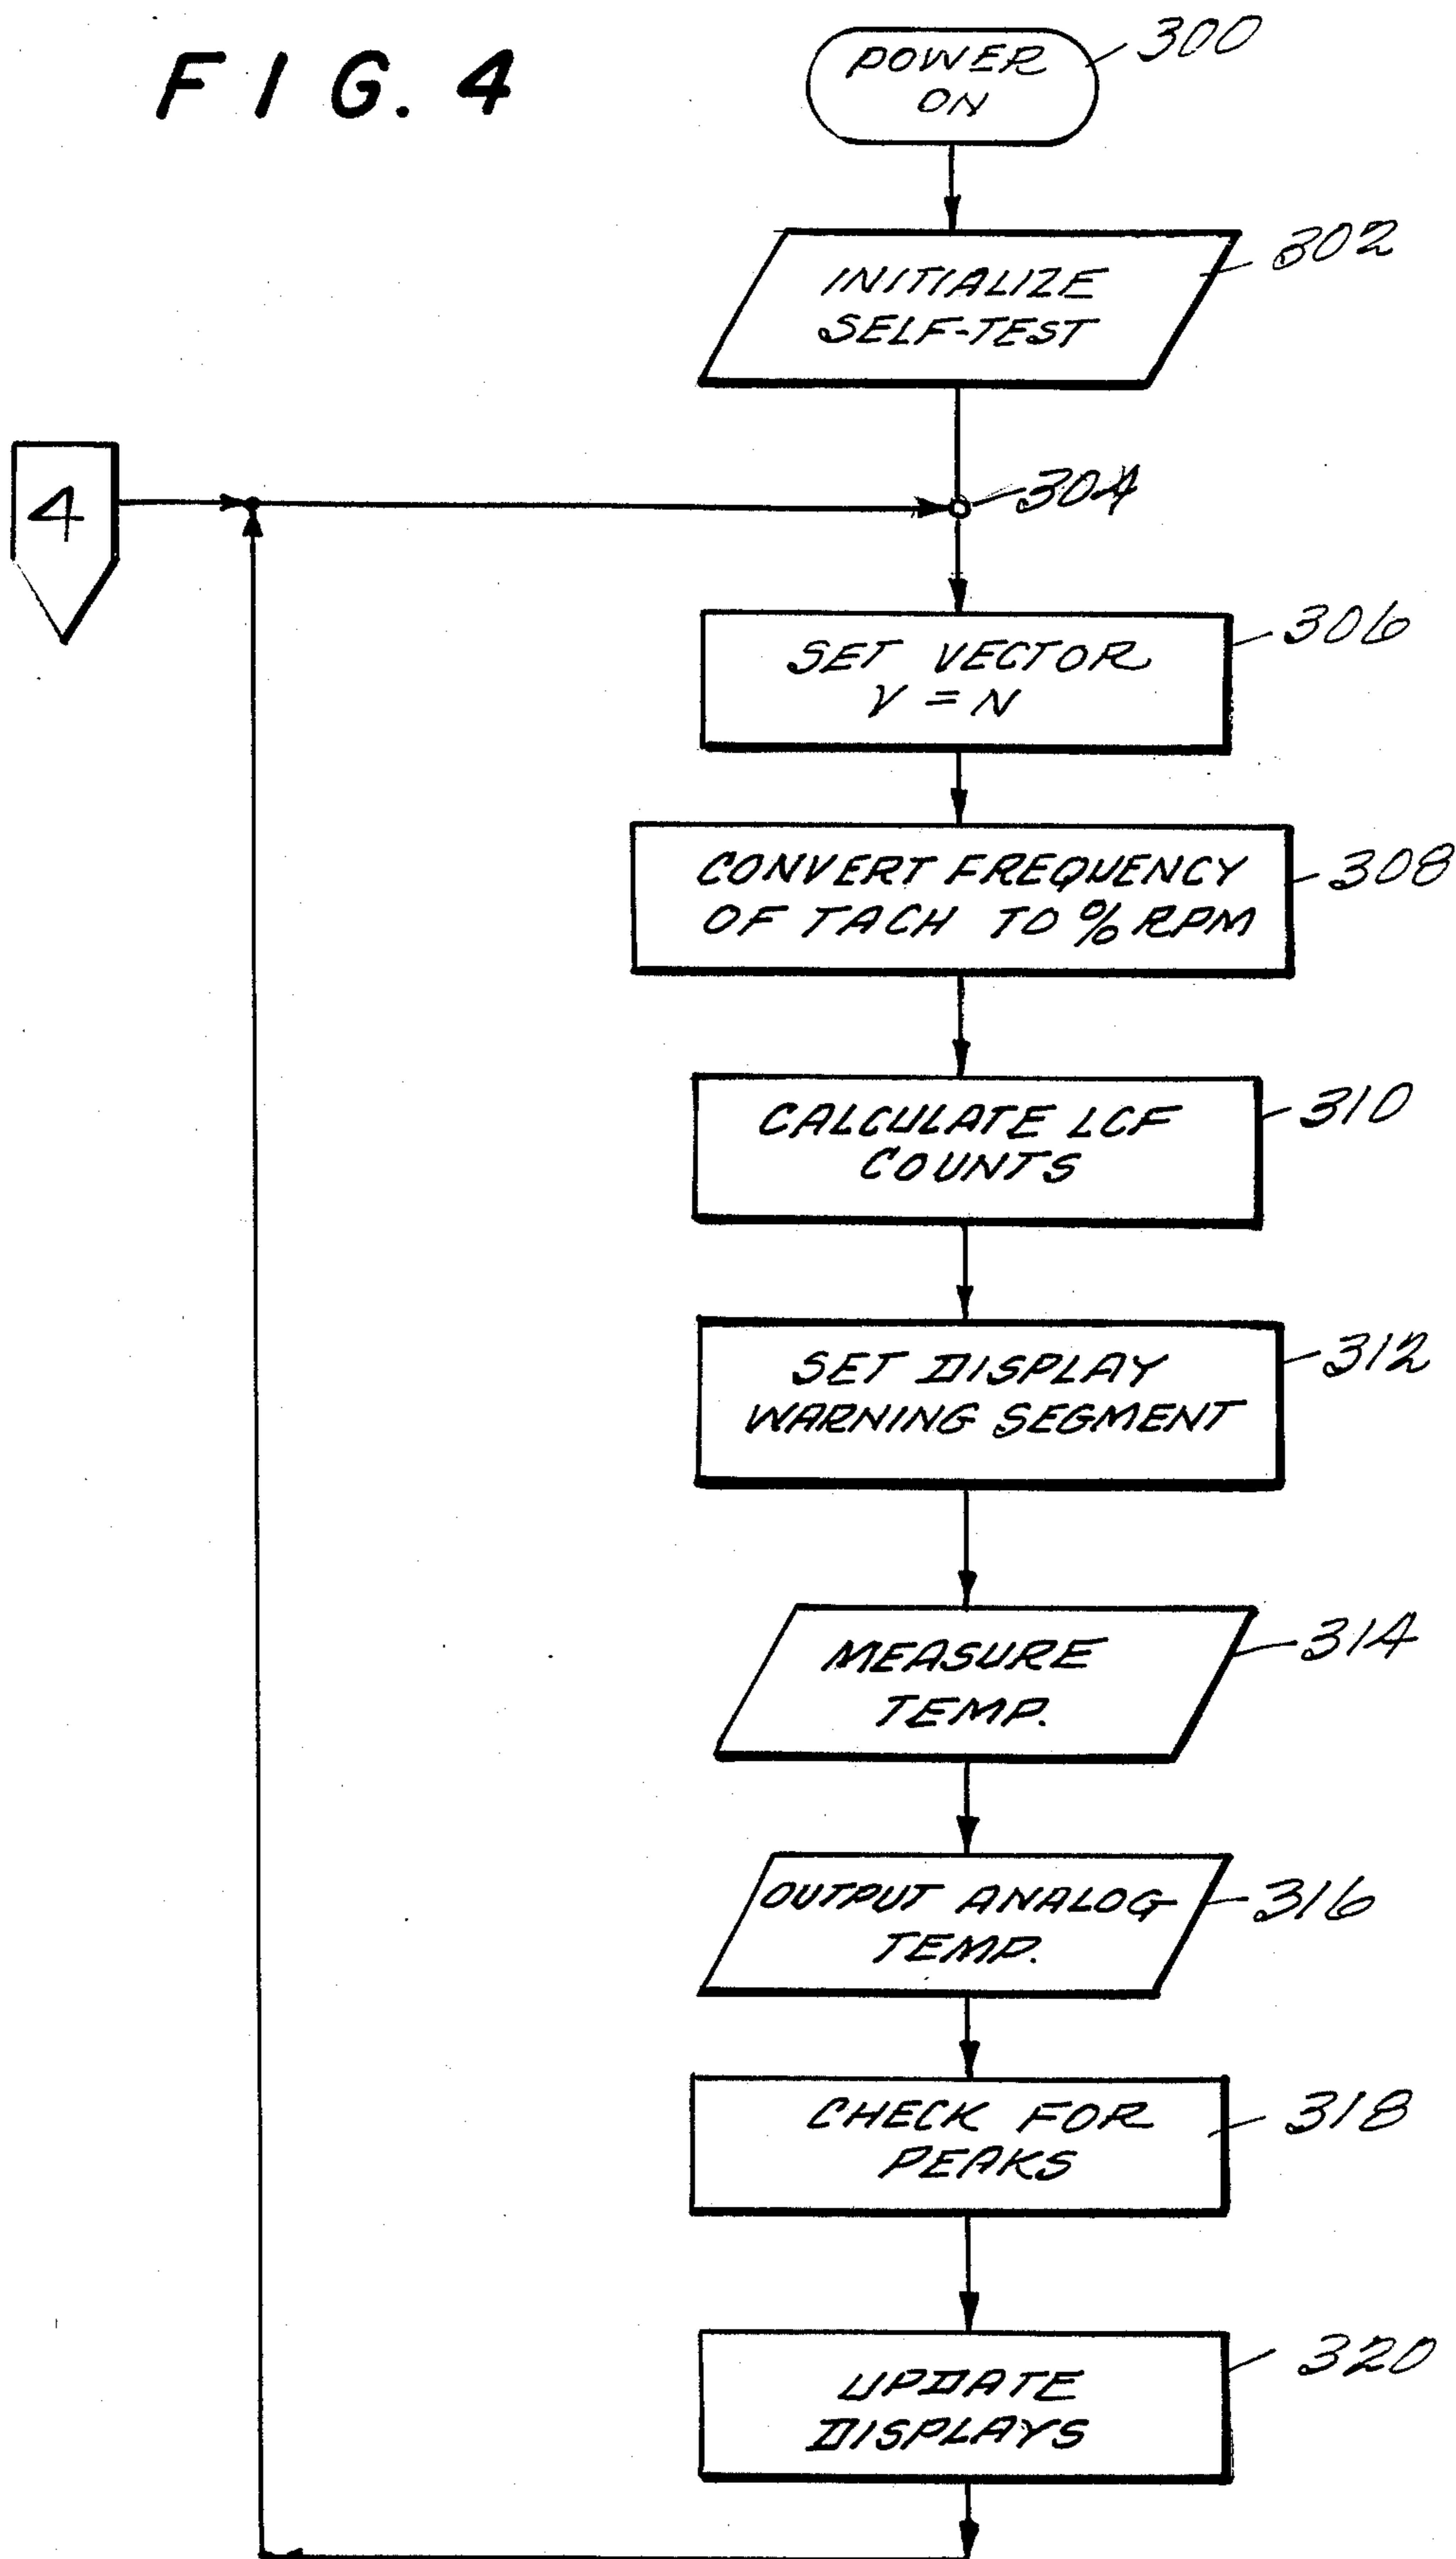 FIG. 4
POWER
ON
300
INITIALIZE
SELF-TEST
302
4
304
SET VECTOR
V = N
306
CONVERT FREQUENCY
OF TACH TO % RPM
308
CALCULATE LCF
COUNTS
310
SET DISPLAY
WARNING SEGMENT
312
MEASURE
TEMP.
314
OUTPUT ANALOG
TEMP.
316
CHECK FOR
PEAKS
318
UPDATE
DISPLAYS
320